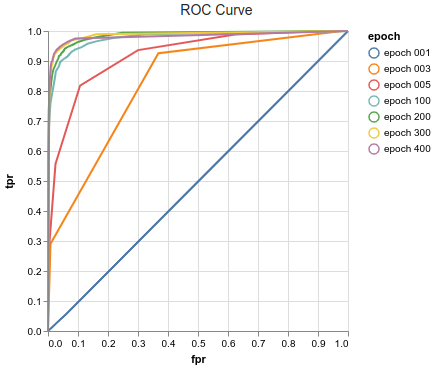 ROC Curve
epoch
epoch 001
epoch 003
epoch 005
epoch 100
epoch 200
epoch 300
epoch 400
tpr
1.0
0.9
0.8
0.7
0.6
0.5
0.4
0.3
0.2
0.1
0.0
0.0 0.1 0.2 0.3 0.4 0.5 0.6 0.7 0.8 0.9 1.0
fpr